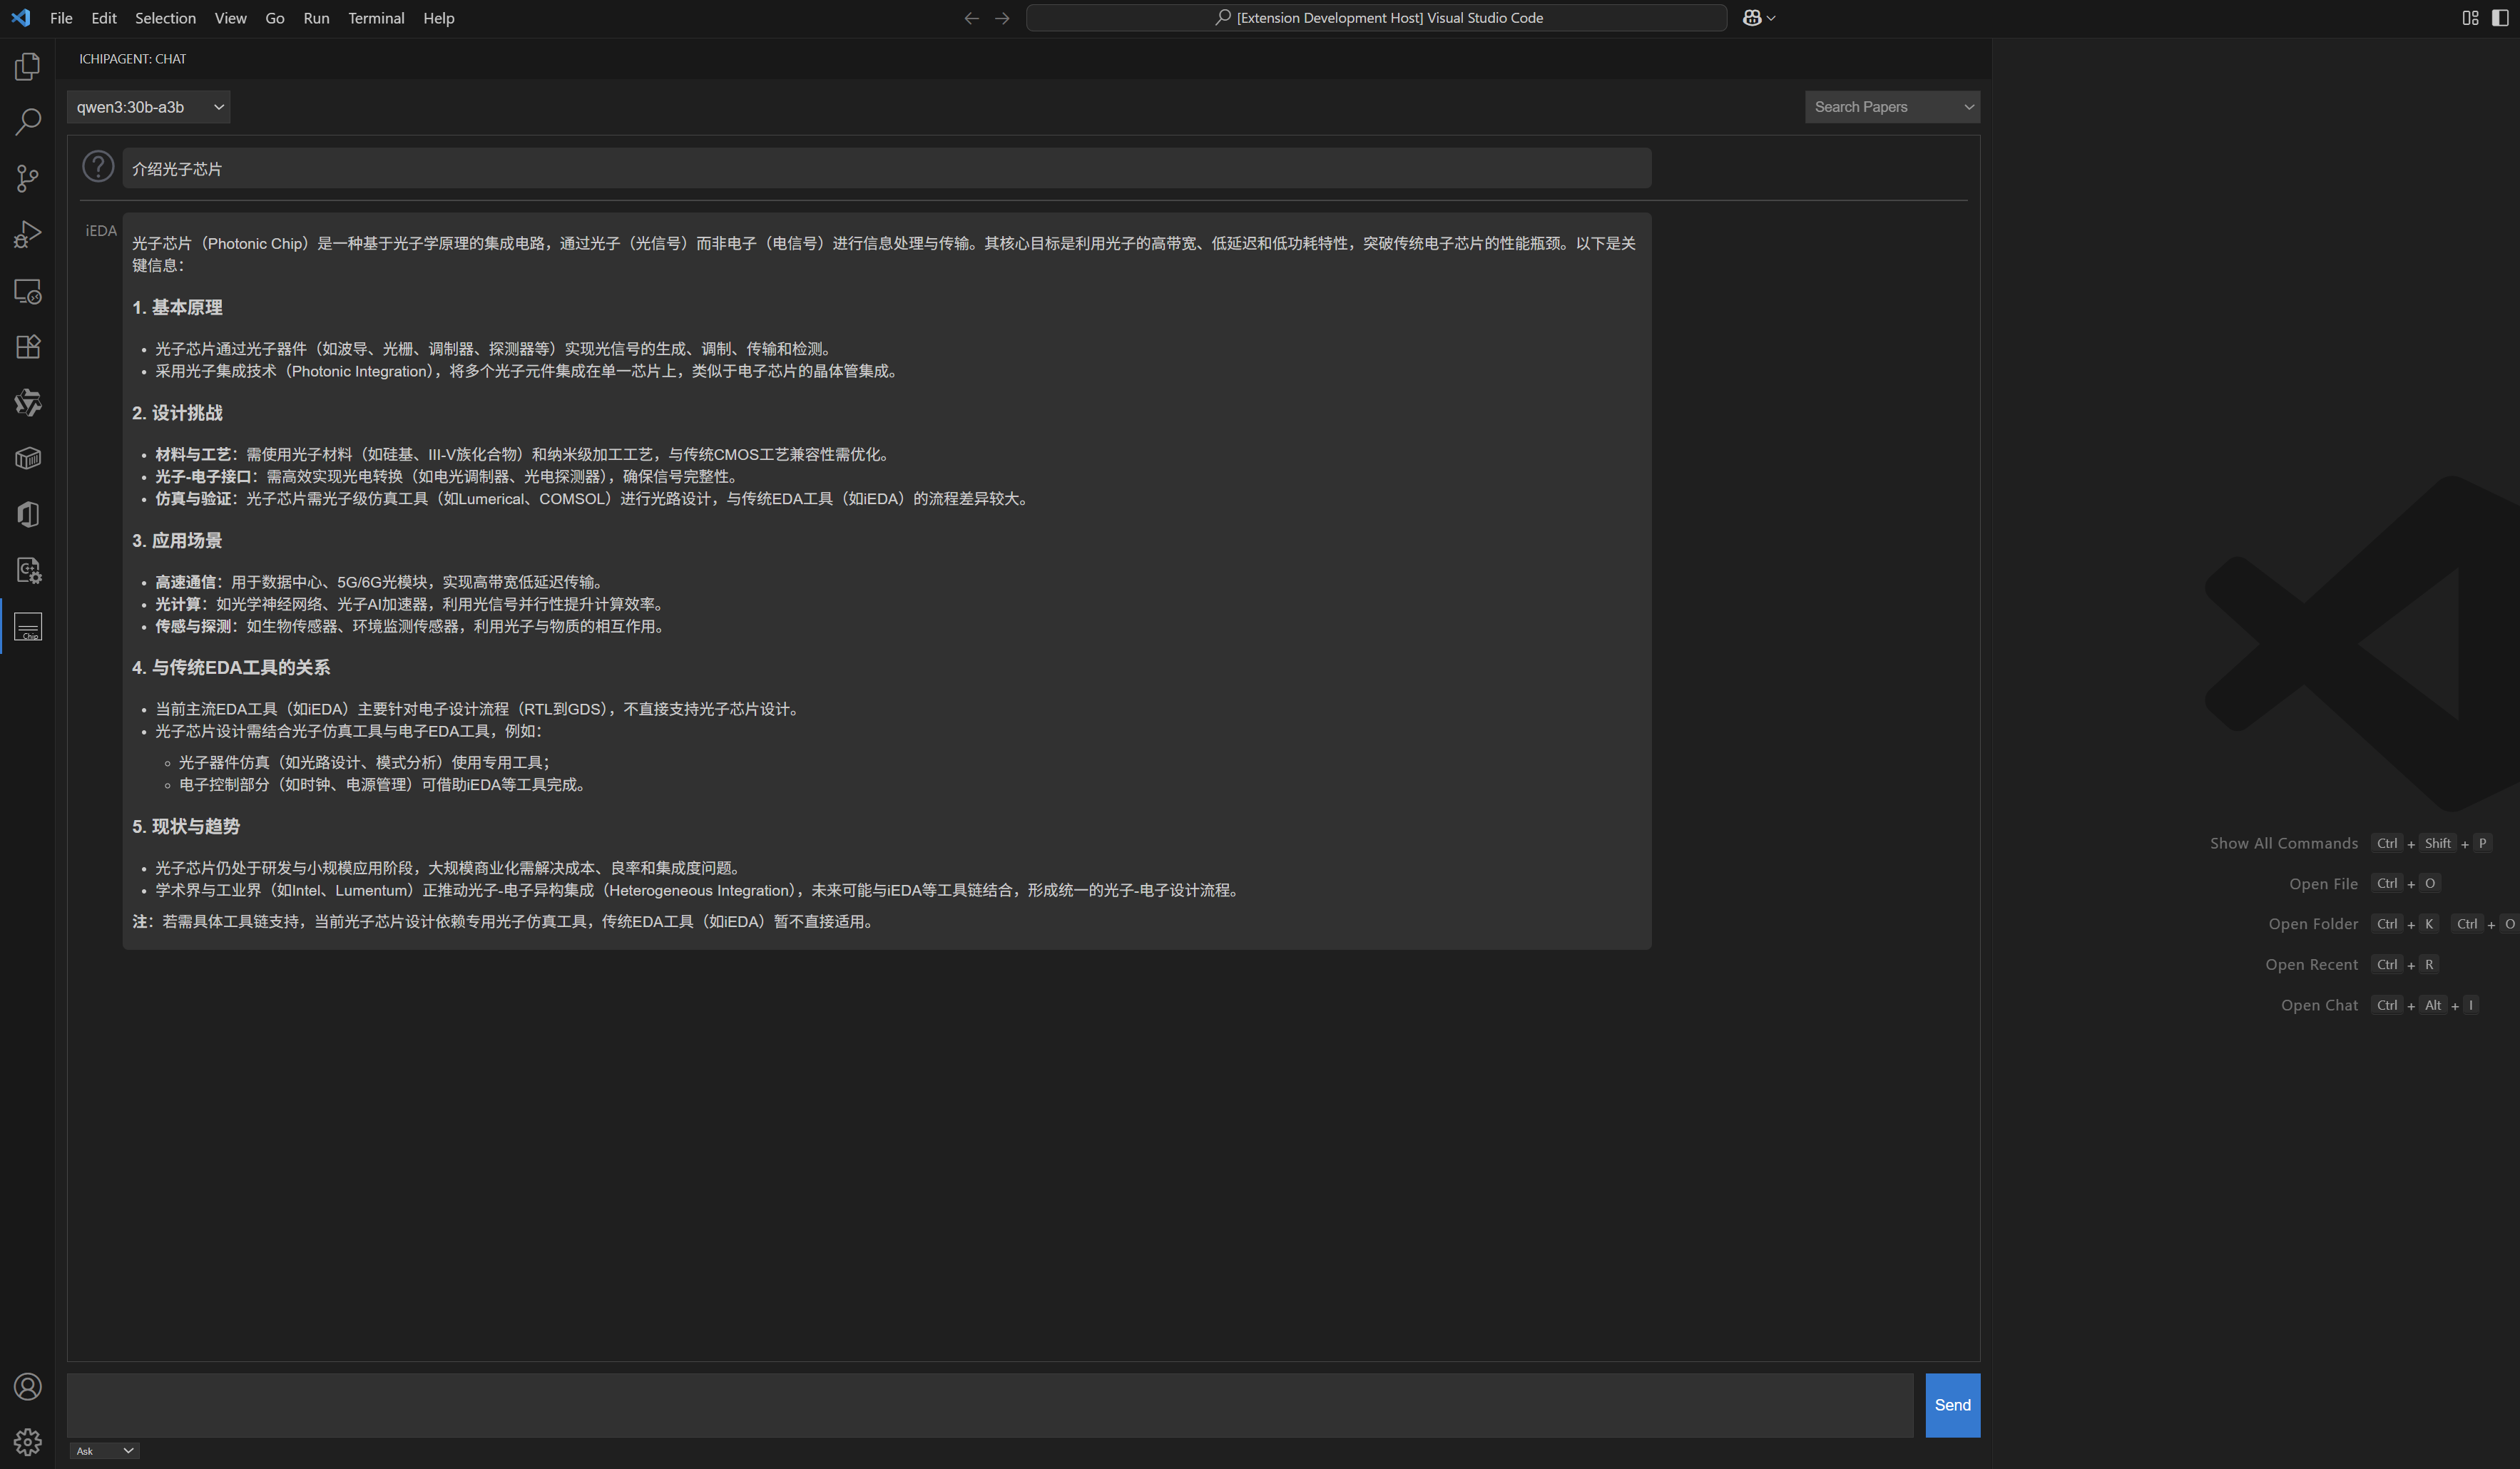 File Edit Selection View Go Run Terminal Help
[Extension Development Host] Visual Studio Code
ICHIPAGENT: CHAT
qwen3:30b-a3b
Search Papers
介绍光子芯片
iEDA
光子芯片（Photonic Chip）是一种基于光子学原理的集成电路，通过光子（光信号）而非电子（电信号）进行信息处理与传输。其核心目标是利用光子的高带宽、低延迟和低功耗特性，突破传统电子芯片的性能瓶颈。以下是关
键信息：
1. 基本原理
• 光子芯片通过光子器件（如波导、光栅、调制器、探测器等）实现光信号的生成、调制、传输和检测。
• 采用光子集成技术（Photonic Integration），将多个光子元件集成在单一芯片上，类似于电子芯片的晶体管集成。
2. 设计挑战
• 材料与工艺：需使用光子材料（如硅基、III-V族化合物）和纳米级加工工艺，与传统CMOS工艺兼容性需优化。
• 光子-电子接口：需高效实现光电转换（如电光调制器、光电探测器），确保信号完整性。
• 仿真与验证：光子芯片需光子级仿真工具（如Lumerical、COMSOL）进行光路设计，与传统EDA工具（如iEDA）的流程差异较大。
3. 应用场景
• 高速通信：用于数据中心、5G/6G光模块，实现高带宽低延迟传输。
• 光计算：如光学神经网络、光子AI加速器，利用光信号并行性提升计算效率。
• 传感与探测：如生物传感器、环境监测传感器，利用光子与物质的相互作用。
4. 与传统EDA工具的关系
• 当前主流EDA工具（如iEDA）主要针对电子设计流程（RTL到GDS），不直接支持光子芯片设计。
• 光子芯片设计需结合光子仿真工具与电子EDA工具，例如：
◦ 光子器件仿真（如光路设计、模式分析）使用专用工具；
◦ 电子控制部分（如时钟、电源管理）可借助iEDA等工具完成。
5. 现状与趋势
• 光子芯片仍处于研发与小规模应用阶段，大规模商业化需解决成本、良率和集成度问题。
• 学术界与工业界（如Intel、Lumentum）正推动光子-电子异构集成（Heterogeneous Integration），未来可能与iEDA等工具链结合，形成统一的光子-电子设计流程。
注：若需具体工具链支持，当前光子芯片设计依赖专用光子仿真工具，传统EDA工具（如iEDA）暂不直接适用。
Chip
Show All Commands Ctrl + Shift + P
Open File Ctrl + O
Open Folder Ctrl + K Ctrl + O
Open Recent Ctrl + R
Open Chat Ctrl + Alt + I
Send
Ask